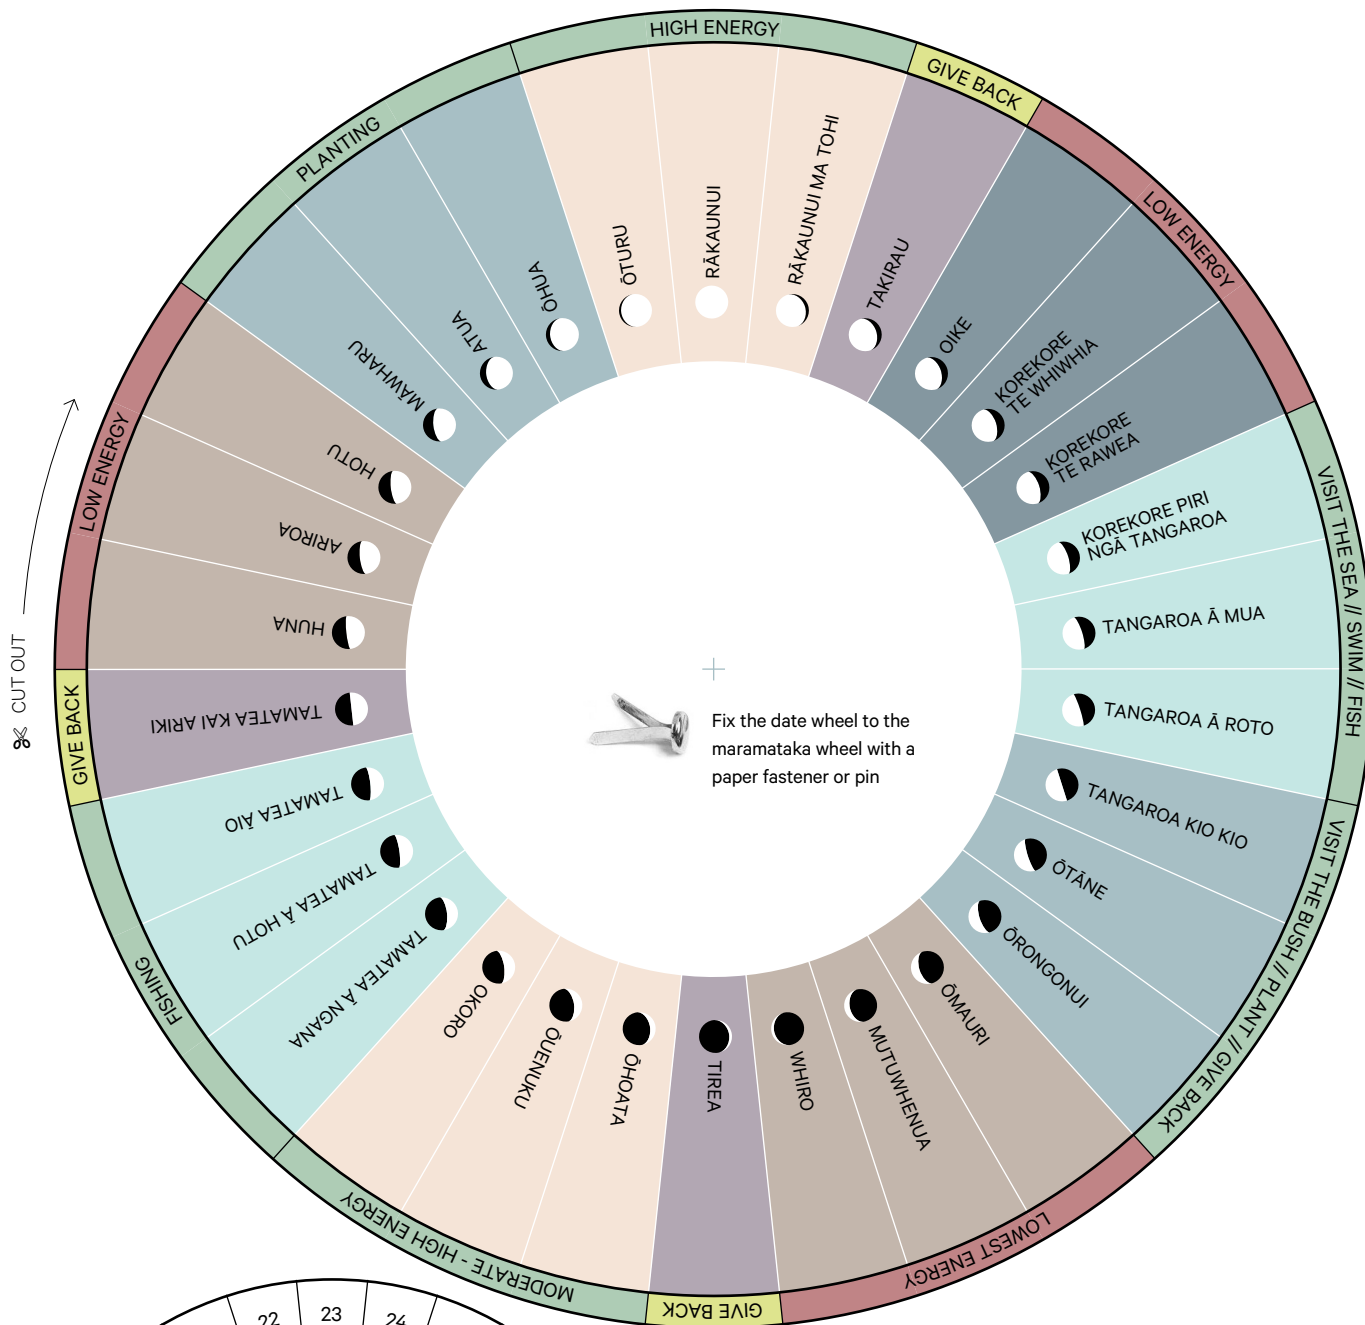 HIGH ENERGY
GIVE BACK
LOW ENERGY
VISIT THE SEA // SWIM // FISH
VISIT THE BUSH // PLANT // GIVE BACK
LOWEST ENERGY
GIVE BACK
MODERATE - HIGH ENERGY
FISHING
GIVE BACK
LOW ENERGY
PLANTING
ŌTURU
RĀKAUNUI
RĀKAUNUI MA TOHI
TAKIRAU
OIKE
KOREKORE
TE WHIWHIA
KOREKORE
TE RAWEA
KOREKORE PIRI
NGĀ TANGAROA
TANGAROA Ā MUA
TANGAROA Ā ROTO
TANGAROA KIO KIO
ŌTĀNE
ŌRONGONUI
ŌMAURI
MUTUWHENUA
WHIRO
TIREA
ŌHOATA
ŌUENUKU
OKORO
TAMATEA Ā NGANA
TAMATEA Ā HOTU
TAMATEA ĀIO
TAMATEA KAI ARIKI
HUNA
ARIROA
HOTU
MĀWHARU
ATUA
ŌHUA
CUT OUT
Fix the date wheel to the
maramataka wheel with a
paper fastener or pin
22
23
24